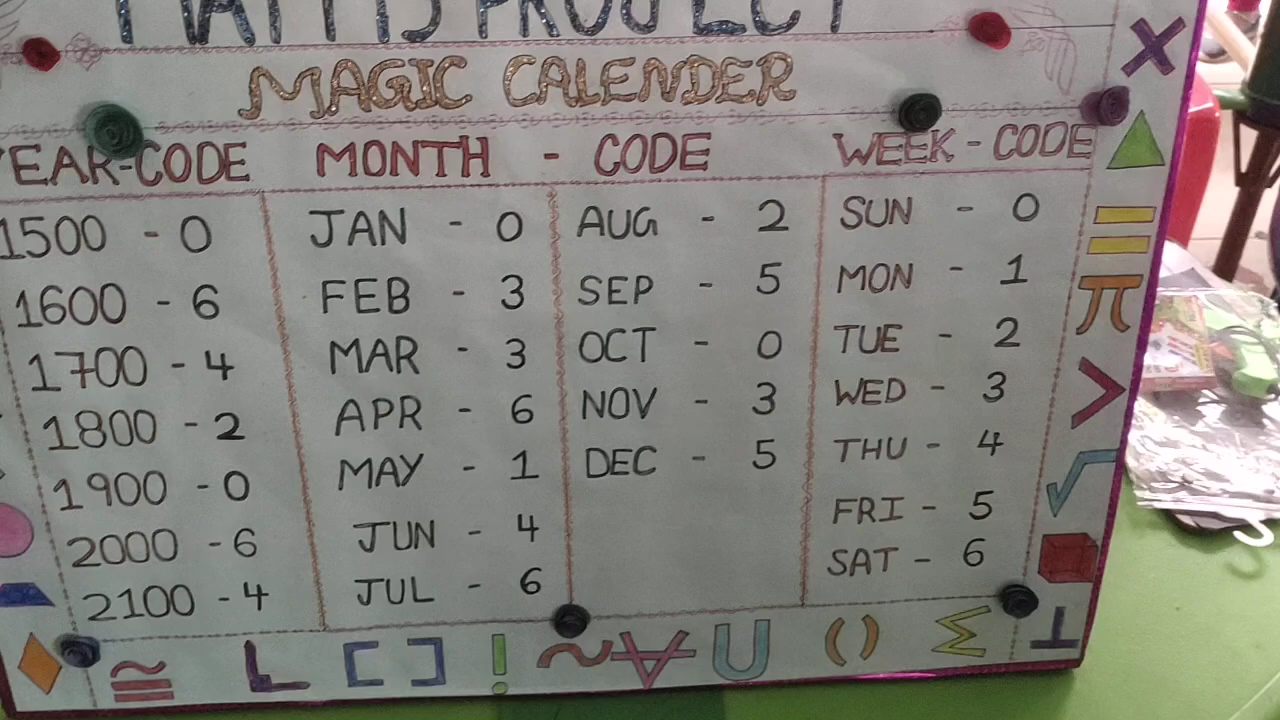 MATHS PROJECT
MAGIC CALENDER
YEAR-CODE MONTH - CODE WEEK-CODE
1500 - 0 JAN - 0 AUG - 2 SUN - 0
1600 - 6 FEB - 3 SEP - 5 MON - 1
1700 - 4 MAR - 3 OCT - 0 TUE - 2
1800 - 2 APR - 6 NOV - 3 WED - 3
1900 - 0 MAY - 1 DEC - 5 THU - 4
2000 - 6 JUN - 4 FRI - 5
2100 - 4 JUL - 6 SAT - 6